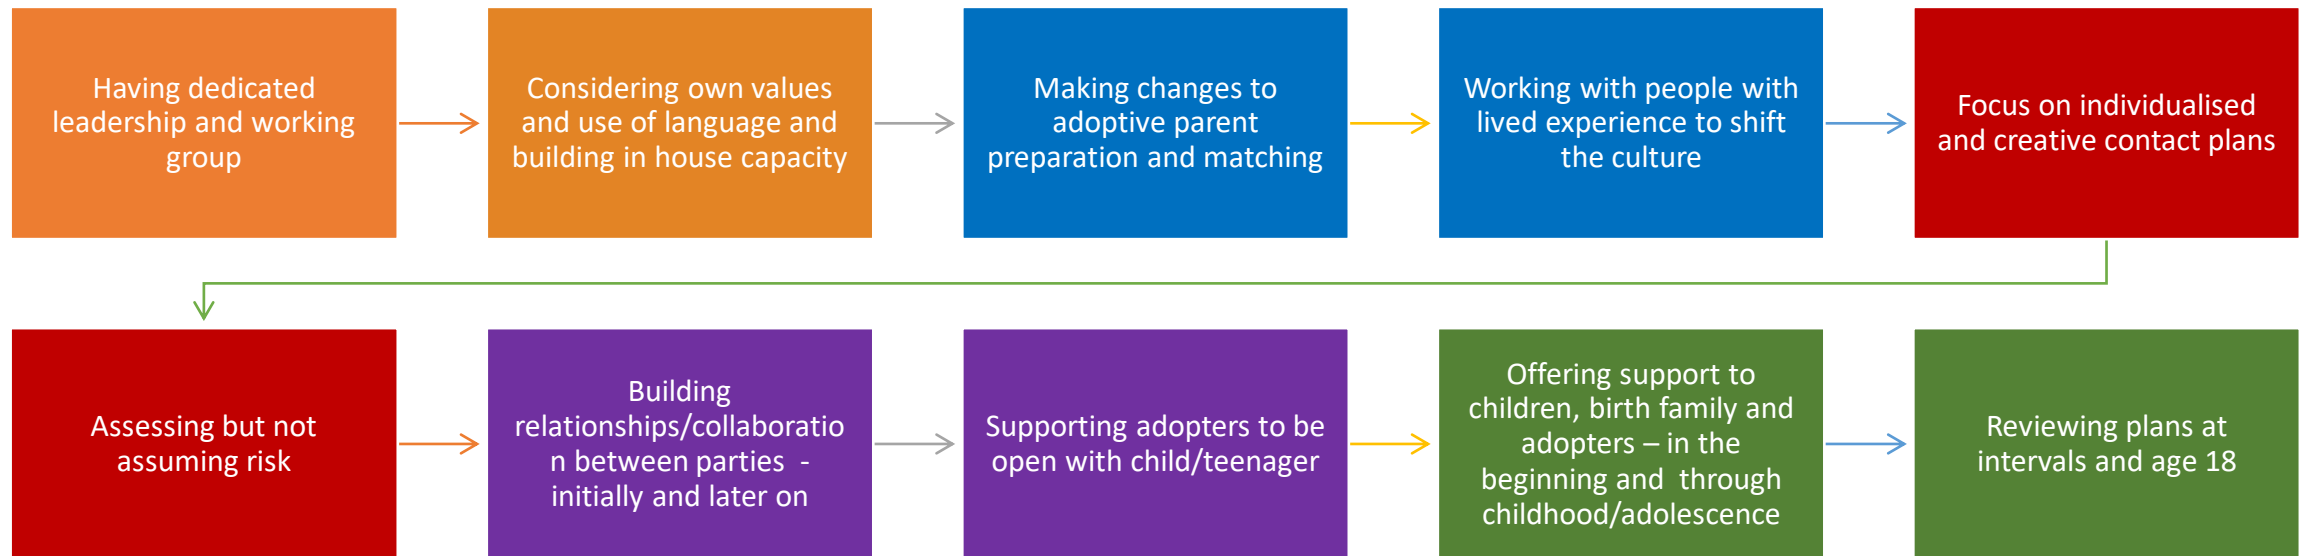 Having dedicated
leadership and working
group
Considering own values
and use of language and
building in house capacity
Making changes to
adoptive parent
preparation and matching
Working with people with
lived experience to shift
the culture
Focus on individualised
and creative contact plans
Assessing but not
assuming risk
Building
relationships/collaboratio
n between parties  -
initially and later on
Supporting adopters to be
open with child/teenager
Offering support to
children, birth family and
adopters – in the
beginning and  through
childhood/adolescence
Reviewing plans at
intervals and age 18